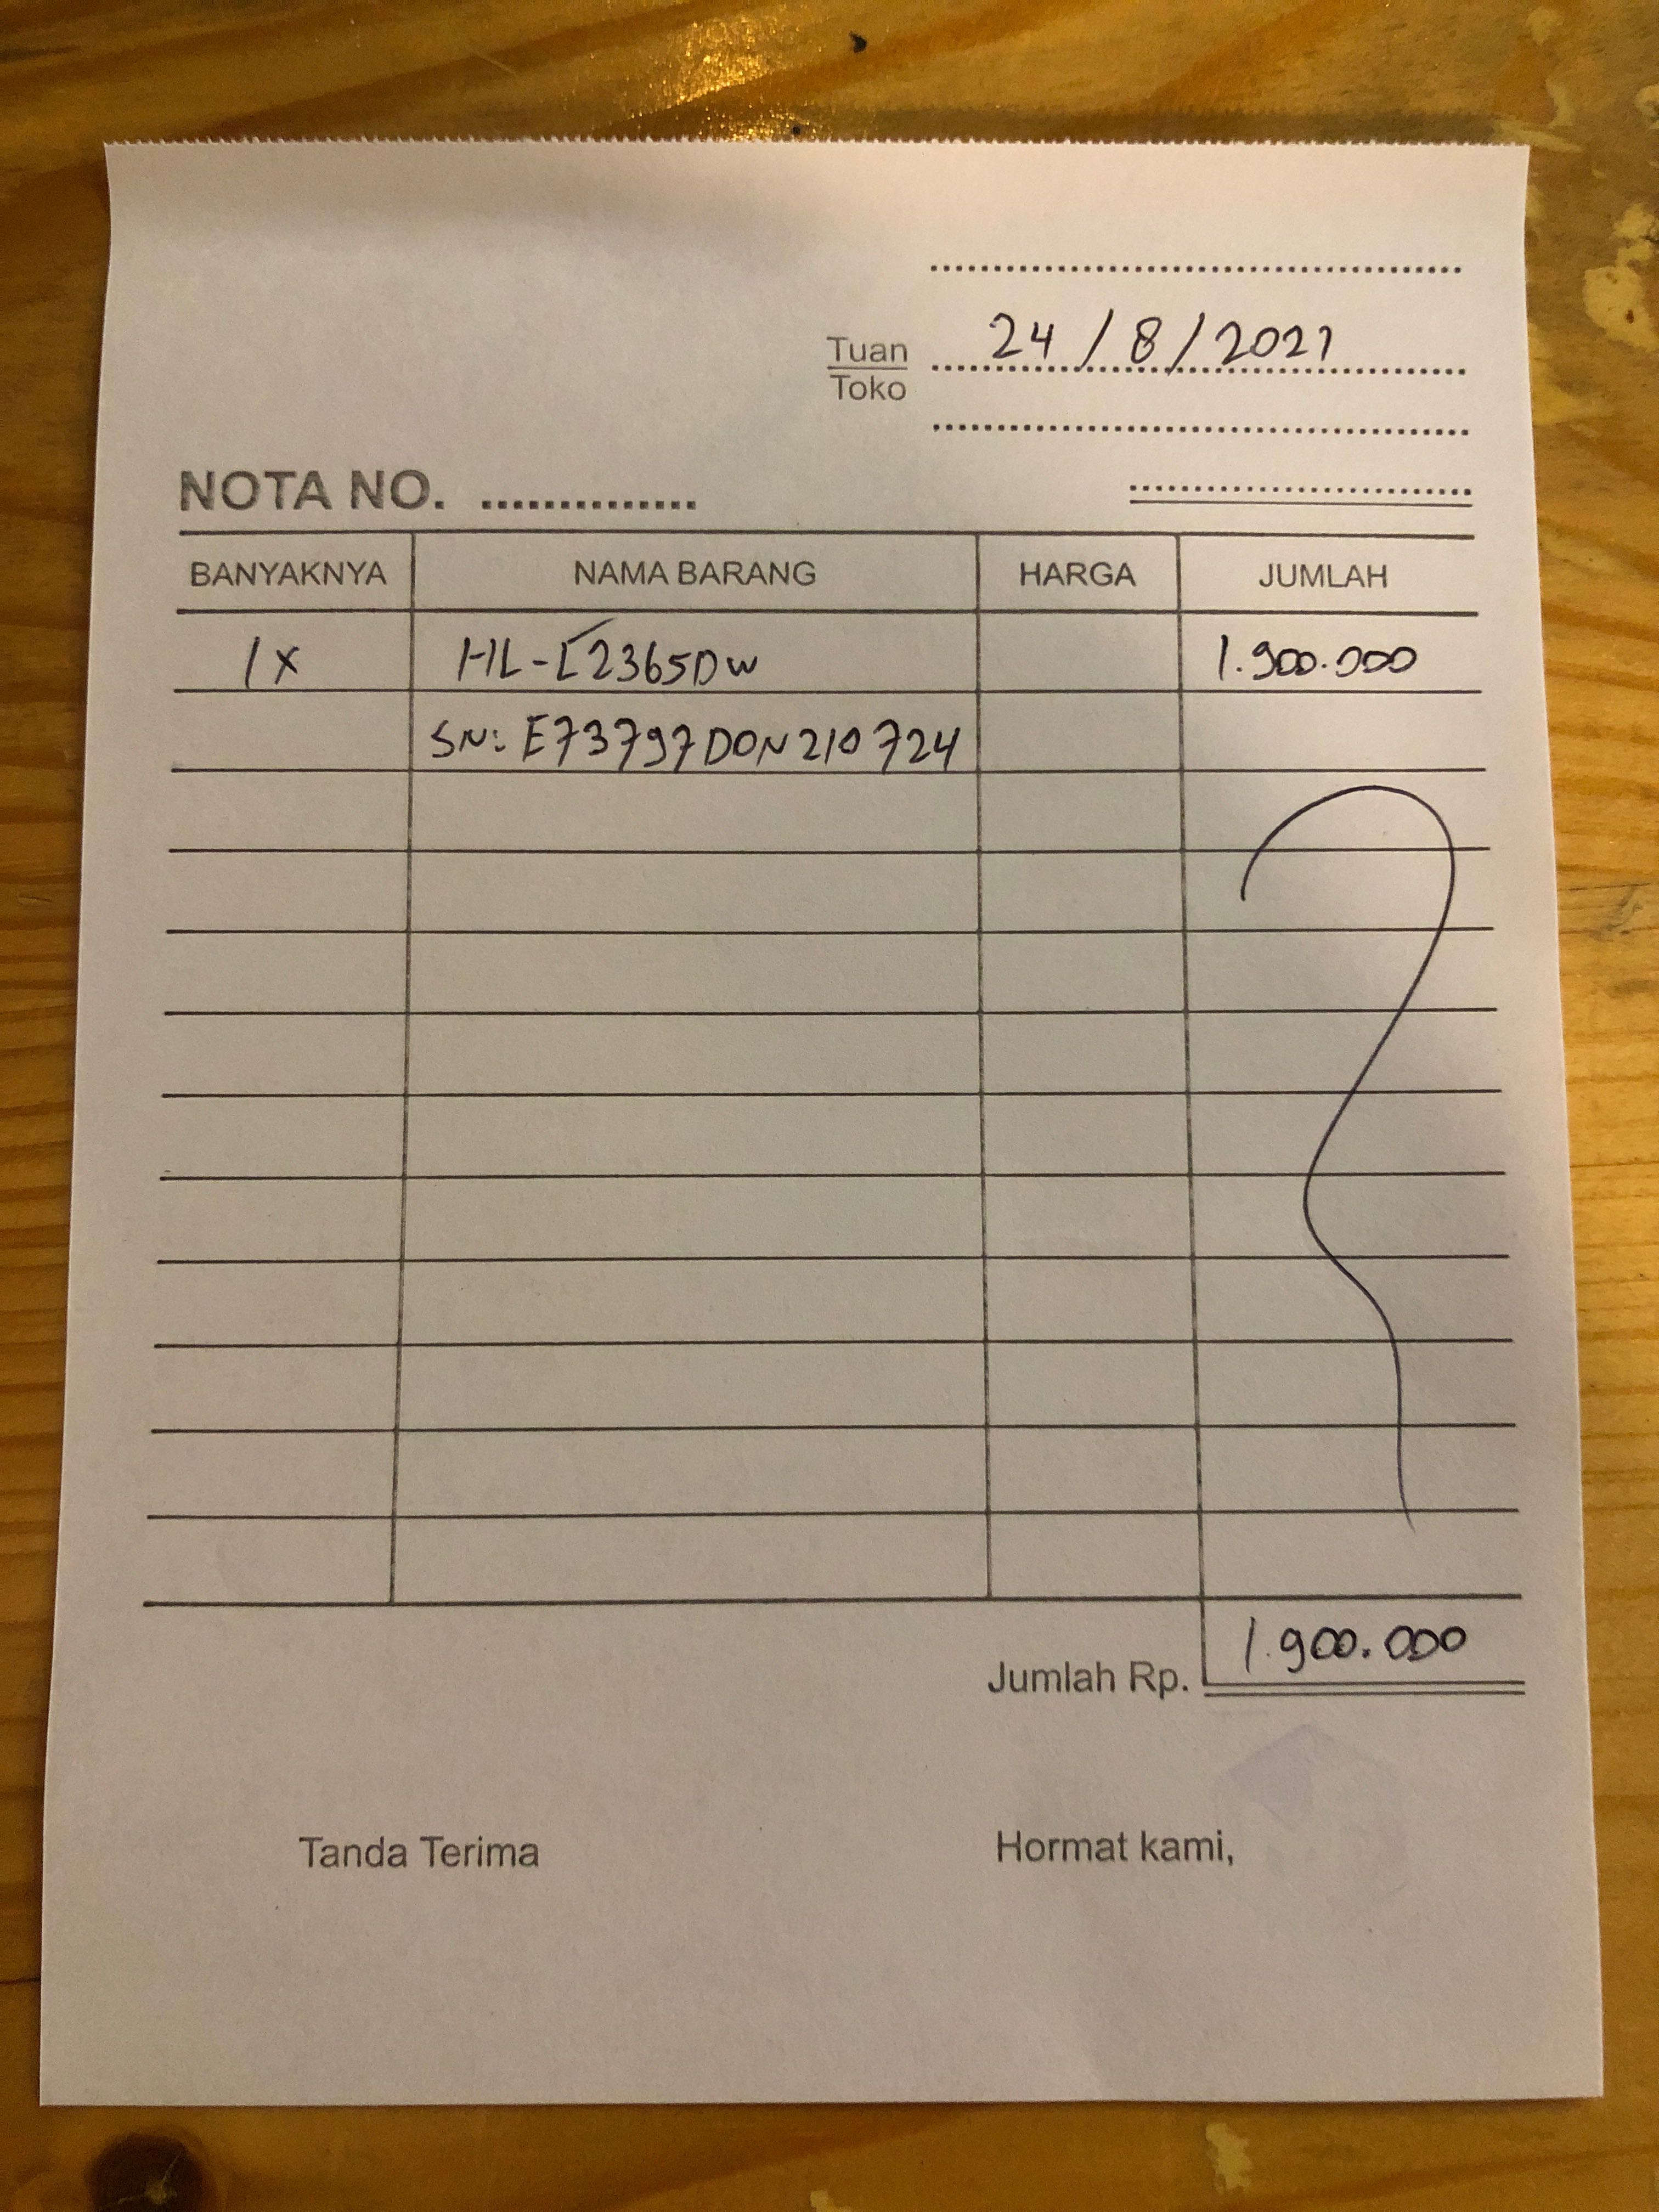 24/8/2021
Tuan
Toko
NOTA NO. ..............
BANYAKNYA NAMA BARANG HARGA JUMLAH
1x HL-L2365DW 1.900.000
SN: E73797D0N210724
Jumlah Rp. 1.900.000
Tanda Terima Hormat kami,